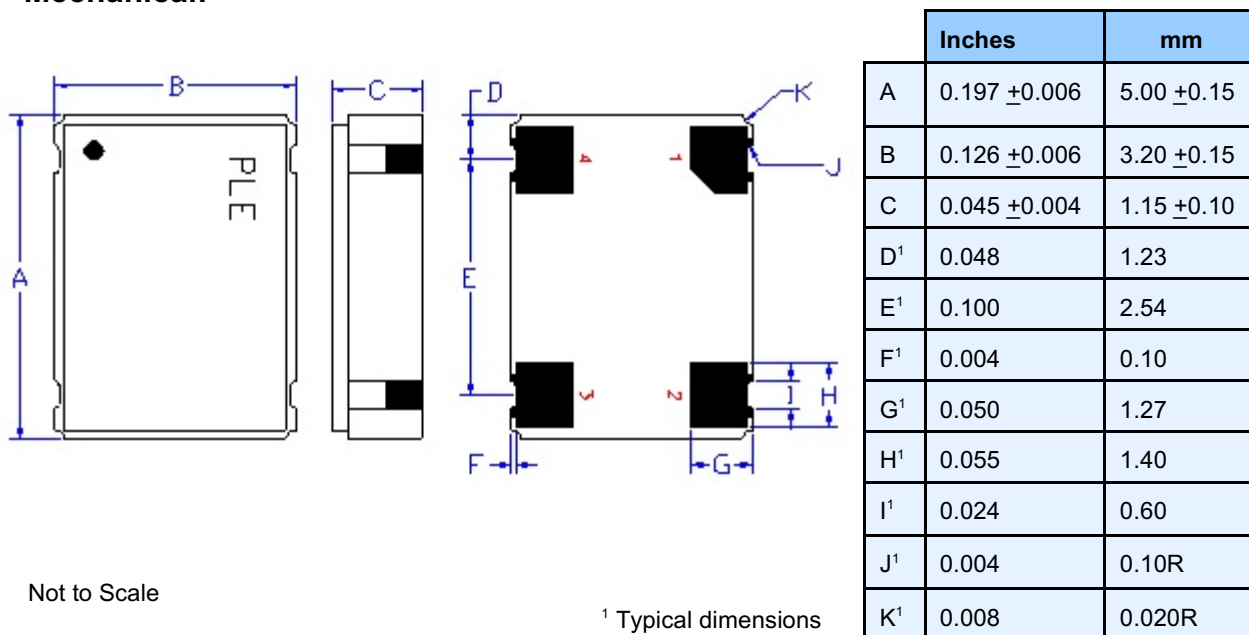 Inches mm
A 0.197 ±0.006 5.00 ±0.15
B 0.126 ±0.006 3.20 ±0.15
C 0.045 ±0.004 1.15 ±0.10
D¹ 0.048 1.23
E¹ 0.100 2.54
F¹ 0.004 0.10
G¹ 0.050 1.27
H¹ 0.055 1.40
I¹ 0.024 0.60
J¹ 0.004 0.10R
K¹ 0.008 0.020R
B
C
D
K
4
1
J
PLE
A
E
3
2
I
H
F
G
Not to Scale
¹ Typical dimensions